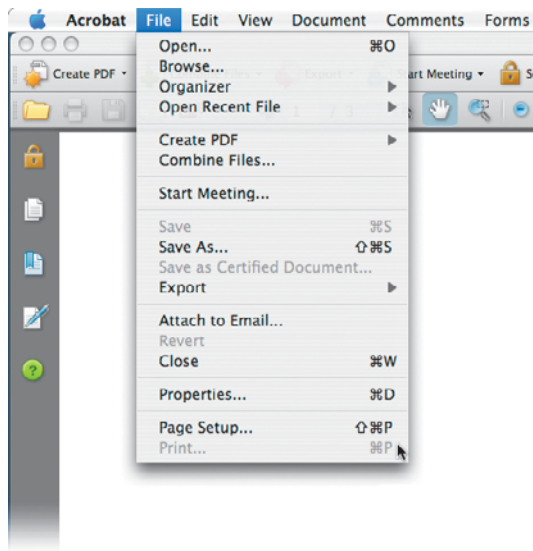 Acrobat File Edit View Document Comments Forms
Create PDF
Start Meeting
Open... ⌘O
Browse...
Organizer
Open Recent File
Create PDF
Combine Files...
Start Meeting...
Save ⌘S
Save As... ⇧⌘S
Save as Certified Document...
Export
Attach to Email...
Revert
Close ⌘W
Properties... ⌘D
Page Setup... ⇧⌘P
Print... ⌘P